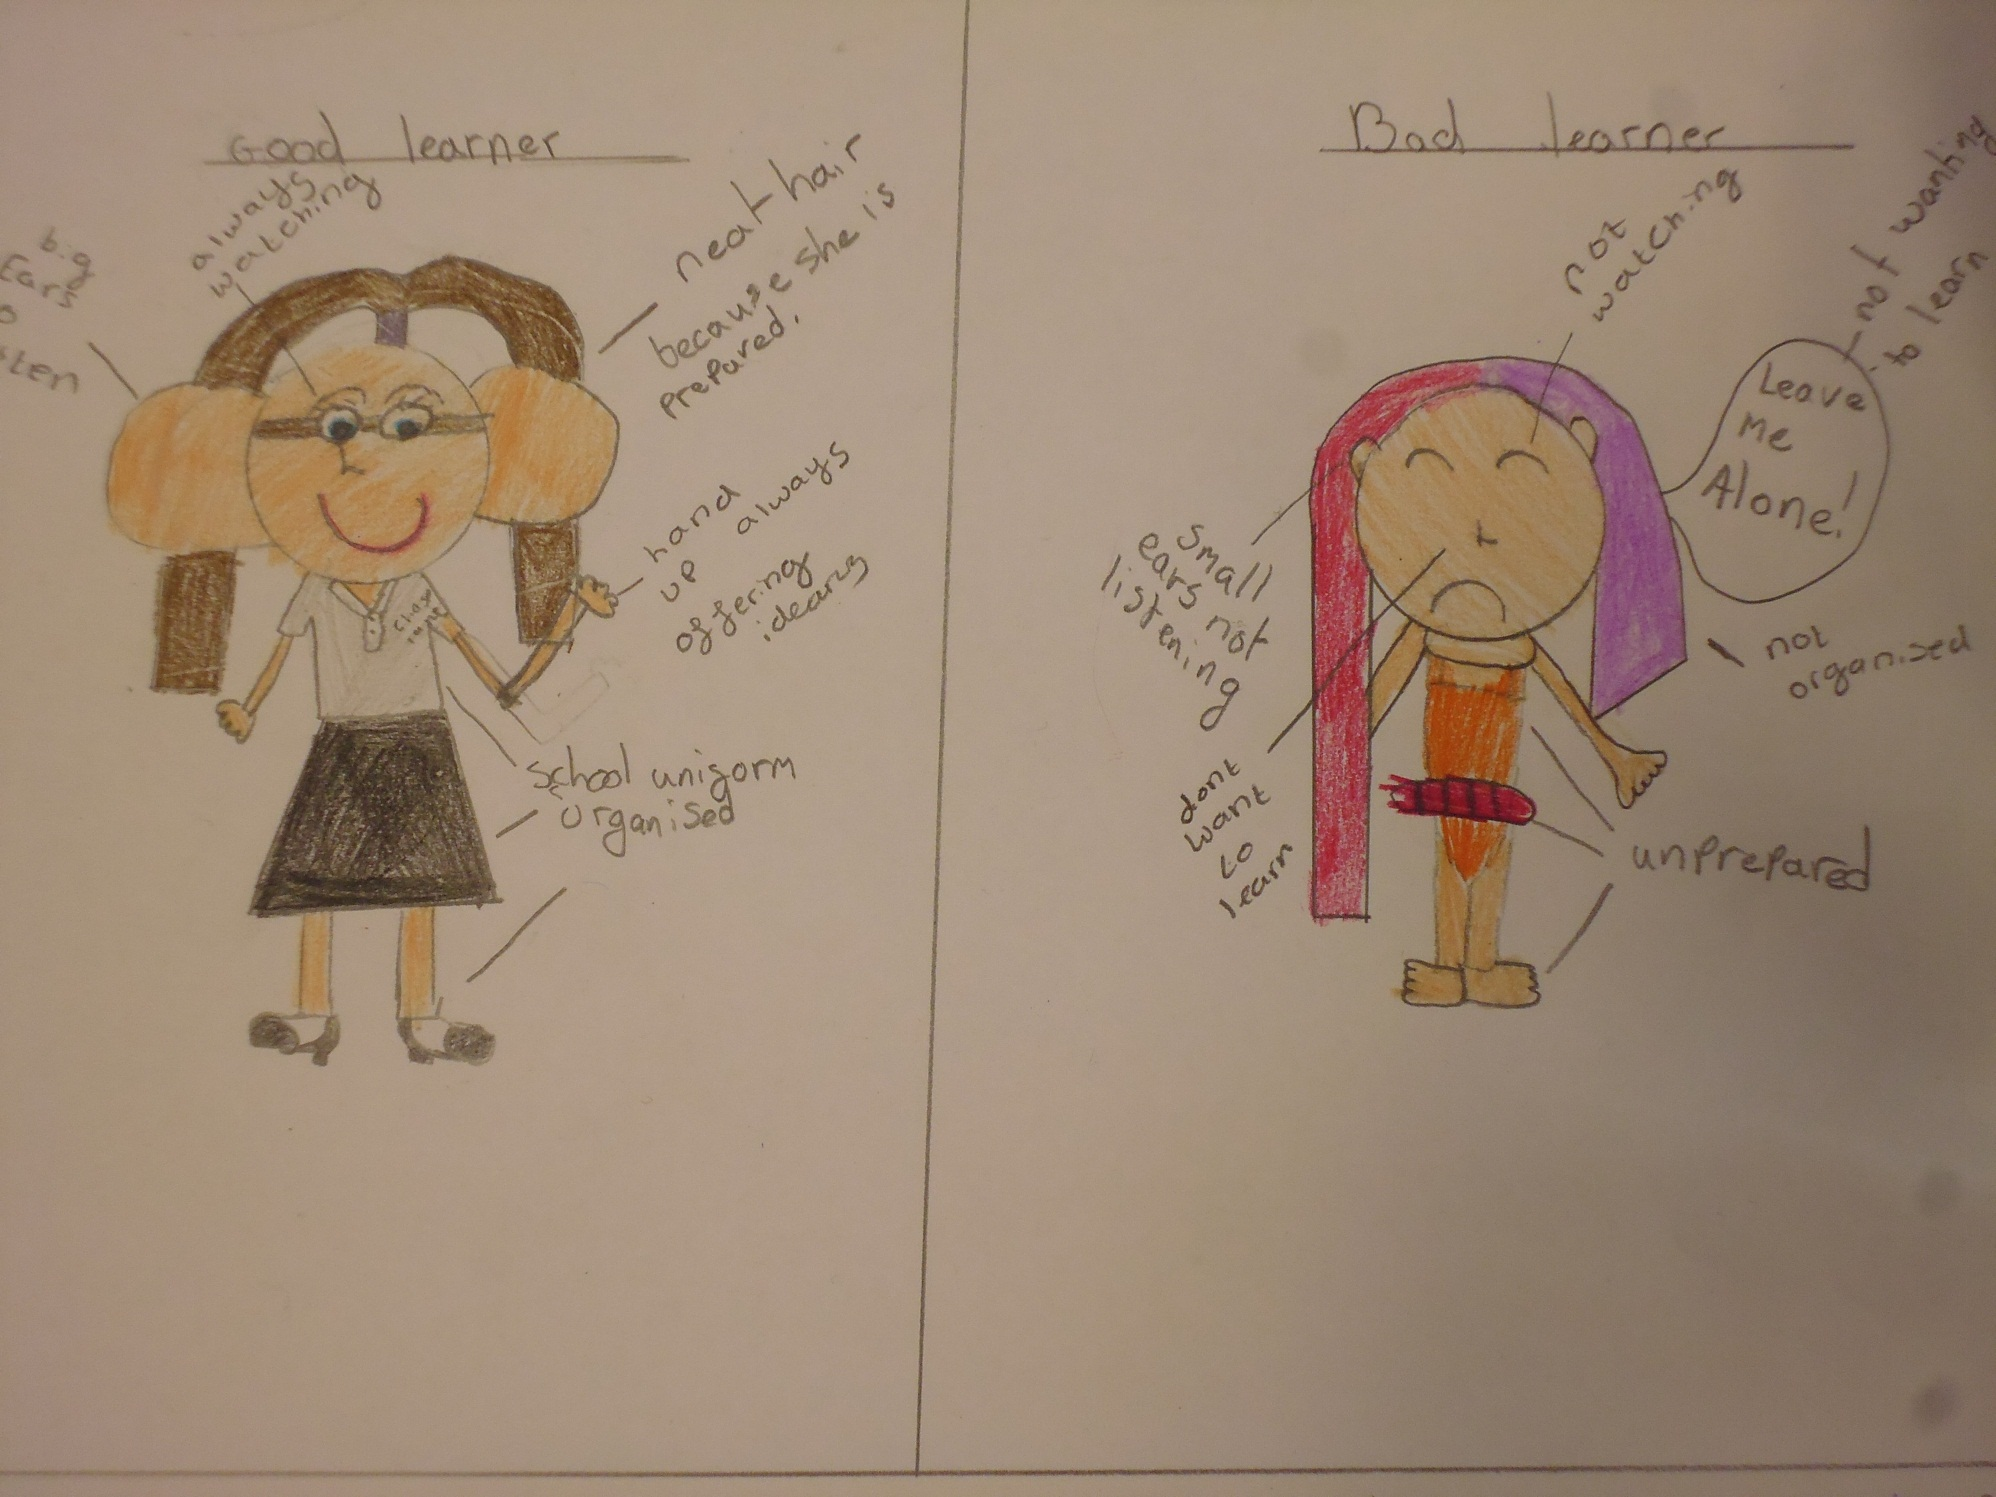 Good learner
big
Ears
always
watching
neat hair
because she is
prepared.
hand
up always
offering
idears
school unigorm
organised
Bad learner
not
watching
not wanting
to learn
Leave
Me
Alone!
small
ears not
listening
not
organised
dont
want
to
learn
unprepared